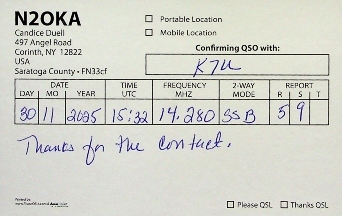 N2OKA
Candice Duell
497 Angel Road
Corinth, NY 12822
USA
Saratoga County • FN33cf
Portable Location
Mobile Location
Confirming QSO with:
K7U
DATE TIME FREQUENCY 2-WAY REPORT
DAY MO YEAR UTC MHZ MODE R S T
30 11 2025 15:32 14.280 SSB 5 9
Thanks for the contact.
Please QSL Thanks QSL